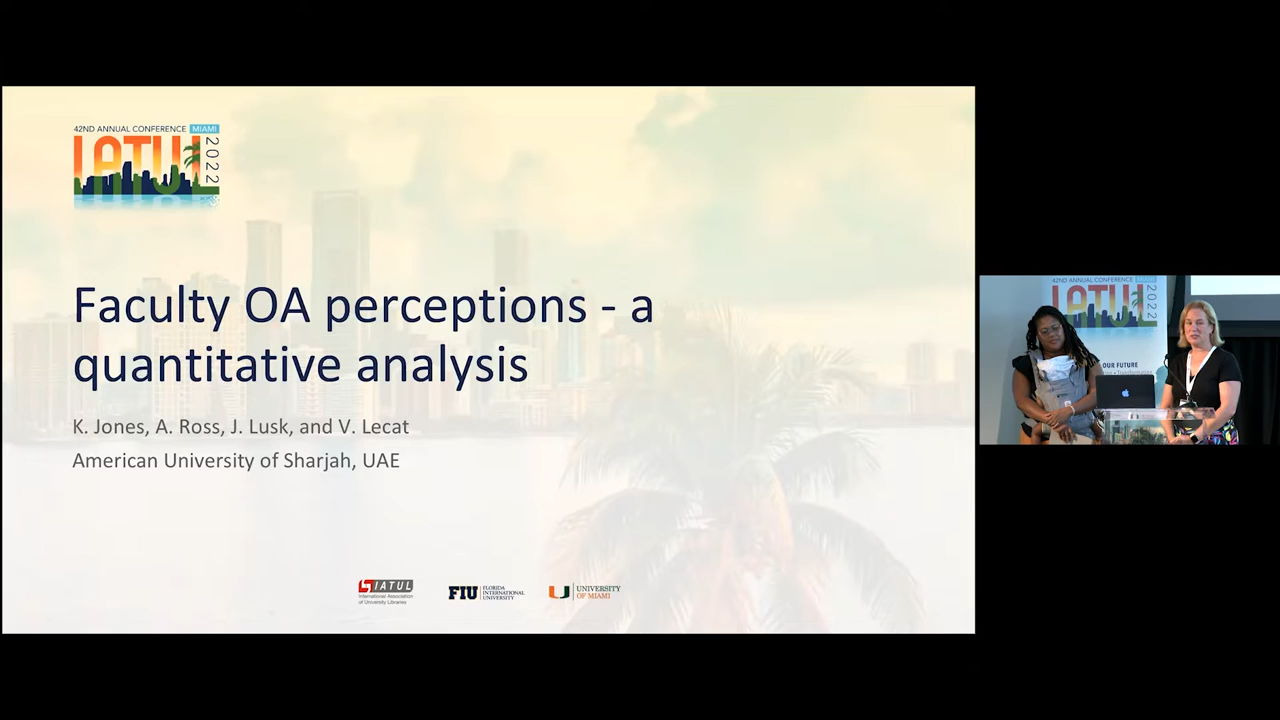 42ND ANNUAL CONFERENCE MIAMI
IATUL
2022
Faculty OA perceptions - a
quantitative analysis
K. Jones, A. Ross, J. Lusk, and V. Lecat
American University of Sharjah, UAE
IATUL
International Association
of University Libraries
FIU FLORIDA
INTERNATIONAL
UNIVERSITY
UNIVERSITY
OF MIAMI
42ND ANNUAL CONFERENCE
IATUL
2022
OUR FUTURE